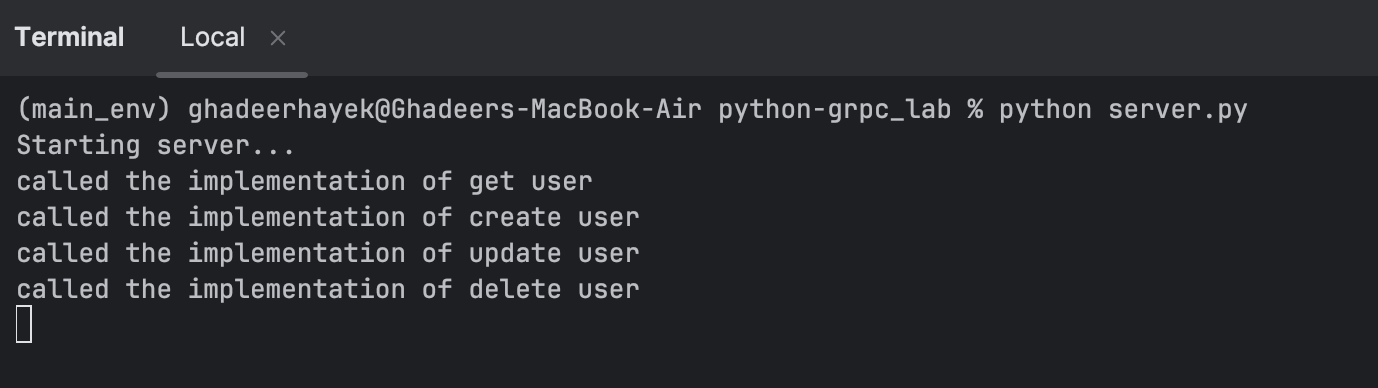 Terminal Local ×
(main_env) ghadeerhayek@Ghadeers-MacBook-Air python-grpc_lab % python server.py
Starting server...
called the implementation of get user
called the implementation of create user
called the implementation of update user
called the implementation of delete user